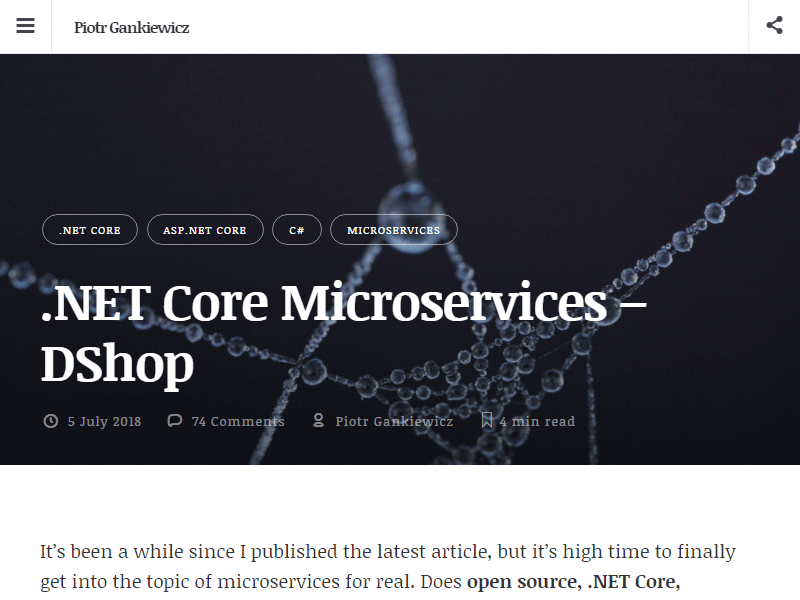 Piotr Gankiewicz
.NET CORE
ASP.NET CORE
C#
MICROSERVICES
.NET Core Microservices –
DShop
5 July 2018
74 Comments
Piotr Gankiewicz
4 min read
It’s been a while since I published the latest article, but it’s high time to finally
get into the topic of microservices for real. Does open source, .NET Core,